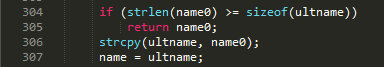 304 if (strlen(name0) >= sizeof(ultname))
305 return name0;
306 strcpy(ultname, name0);
307 name = ultname;